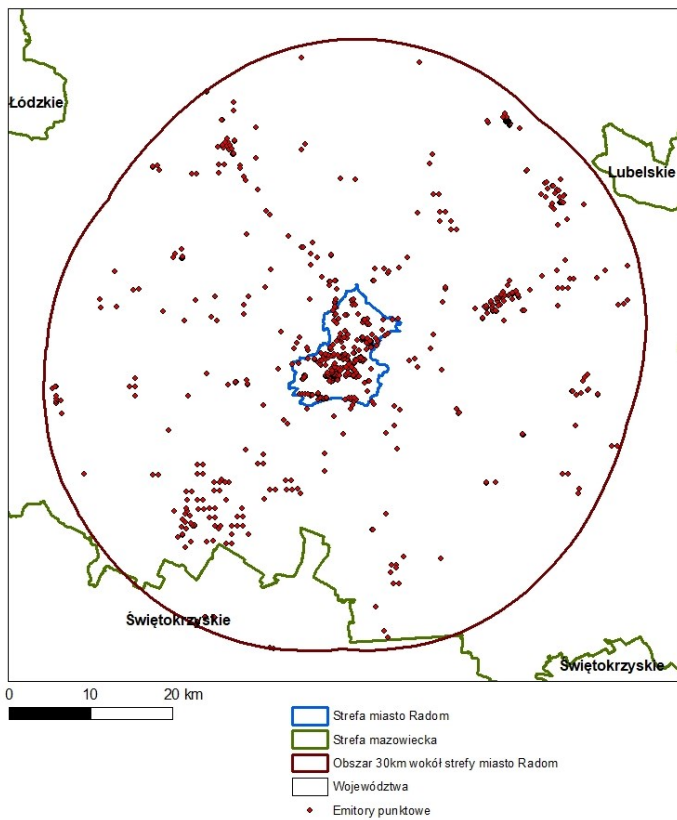 Łódzkie
Lubelskie
Świętokrzyskie
Świętokrzyskie
0 10 20 km
Strefa miasto Radom
Strefa mazowiecka
Obszar 30km wokół strefy miasto Radom
Województwa
Emitory punktowe